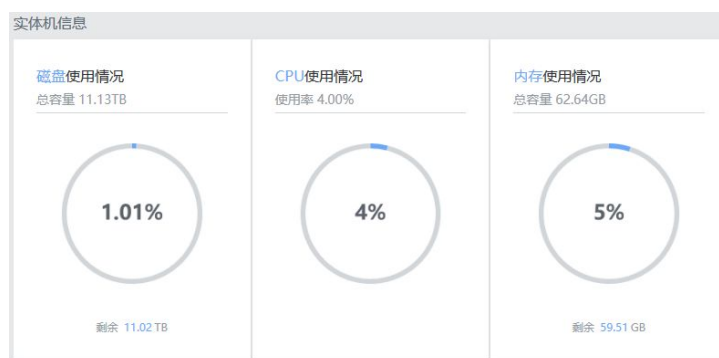 实体机信息
磁盘使用情况
总容量 11.13TB
1.01%
剩余 11.02 TB
CPU使用情况
使用率 4.00%
4%
内存使用情况
总容量 62.64GB
5%
剩余 59.51 GB